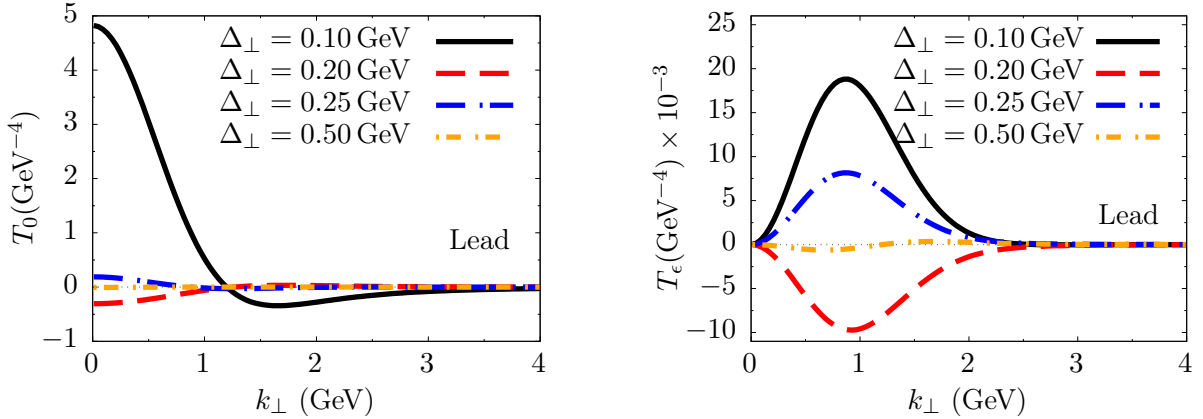 T₀(GeV⁻⁴)
5
4
3
2
1
0
−1
Δ⊥ = 0.10 GeV
Δ⊥ = 0.20 GeV
Δ⊥ = 0.25 GeV
Δ⊥ = 0.50 GeV
Lead
0 1 2 3 4
k⊥ (GeV)
Tϵ(GeV⁻⁴) × 10⁻³
25
20
15
10
5
0
−5
−10
Δ⊥ = 0.10 GeV
Δ⊥ = 0.20 GeV
Δ⊥ = 0.25 GeV
Δ⊥ = 0.50 GeV
Lead
0 1 2 3 4
k⊥ (GeV)